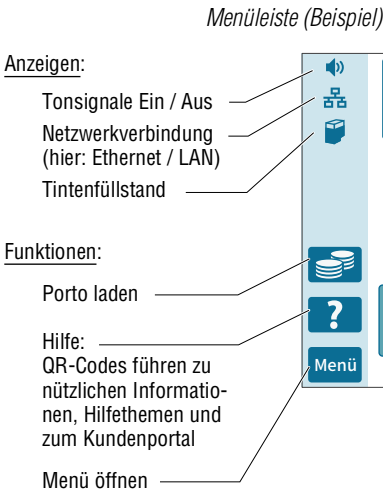 Menüleiste (Beispiel)
Anzeigen:
Tonsignale Ein / Aus
Netzwerkverbindung
(hier: Ethernet / LAN)
Tintenfüllstand
Funktionen:
Porto laden
Hilfe:
QR-Codes führen zu
nützlichen Informatio-
nen, Hilfethemen und
zum Kundenportal
Menü öffnen
?
Menü